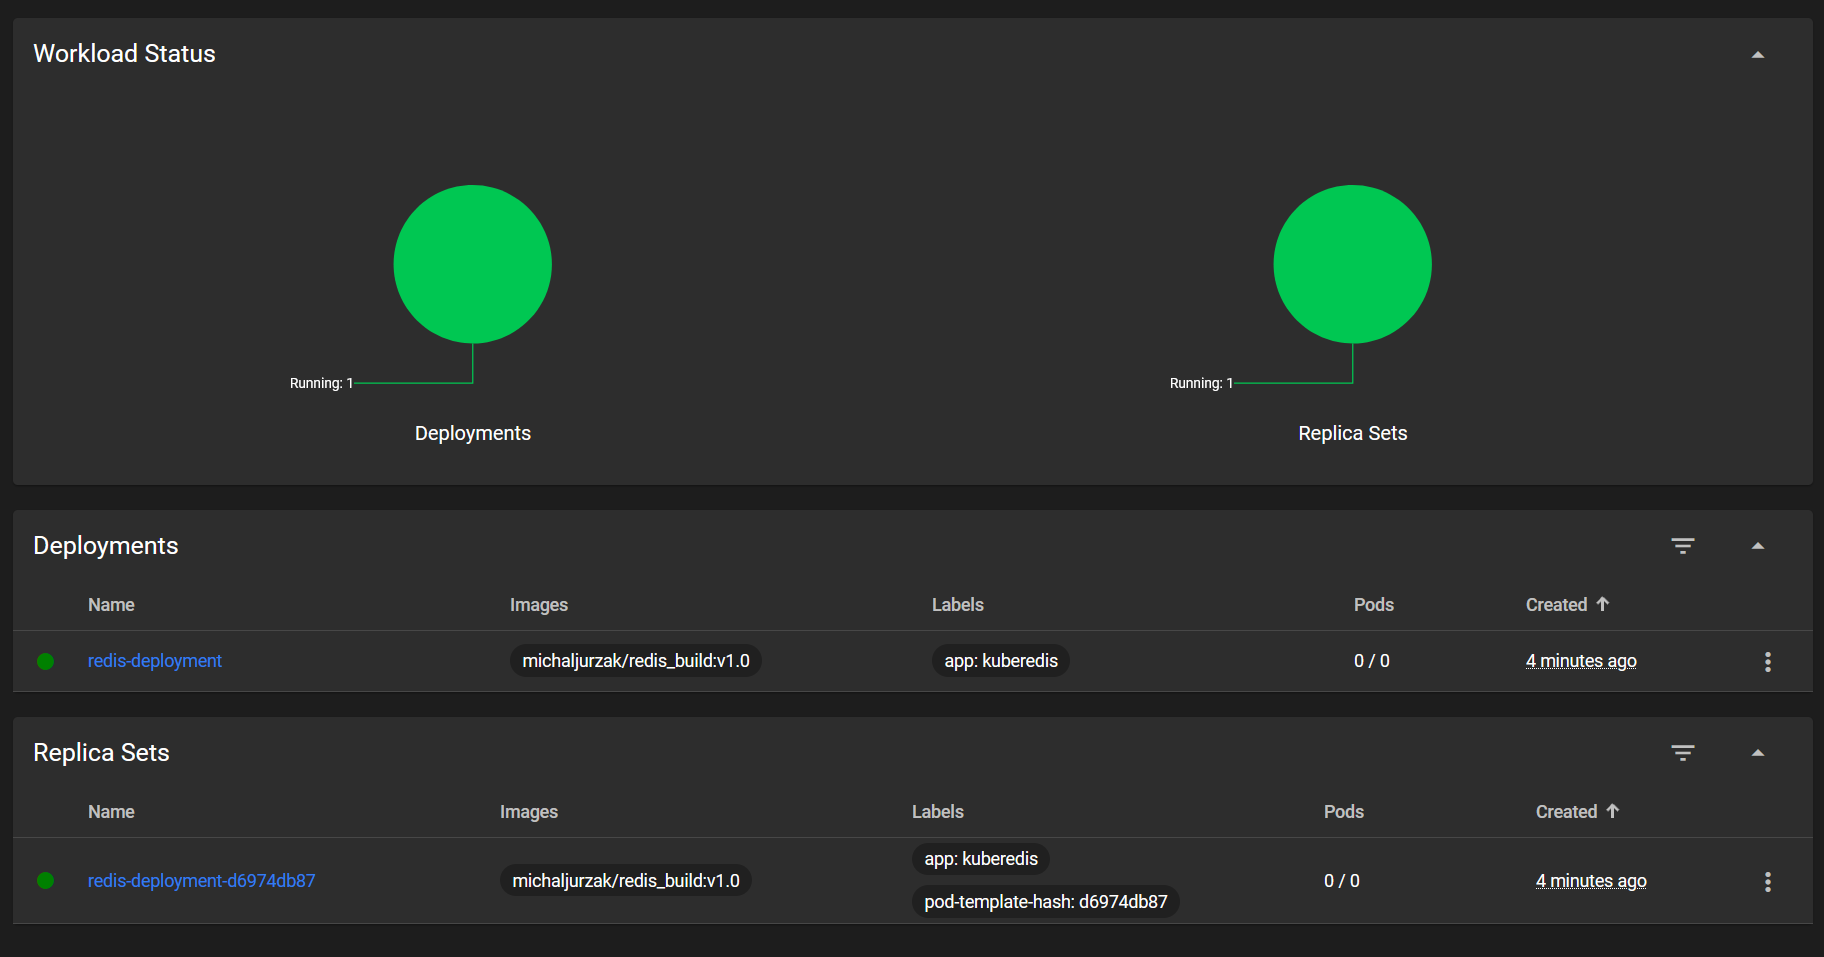 Workload Status
Running: 1
Running: 1
Deployments
Replica Sets
Deployments
Name Images Labels Pods Created
redis-deployment michaljurzak/redis_build:v1.0 app: kuberedis 0 / 0 4 minutes ago
Replica Sets
Name Images Labels Pods Created
app: kuberedis
redis-deployment-d6974db87 michaljurzak/redis_build:v1.0 0 / 0 4 minutes ago
pod-template-hash: d6974db87